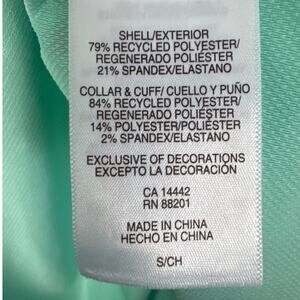 SHELL/EXTERIOR
79% RECYCLED POLYESTER/
REGENERADO POLIÉSTER
21% SPANDEX/ELASTANO
COLLAR & CUFF/ CUELLO Y PUÑO
84% RECYCLED POLYESTER/
REGENERADO POLIÉSTER
14% POLYESTER/POLIÉSTER
2% SPANDEX/ELASTANO
EXCLUSIVE OF DECORATIONS
EXCEPTO LA DECORACIÓN
CA 14442
RN 88201
MADE IN CHINA
HECHO EN CHINA
S/CH